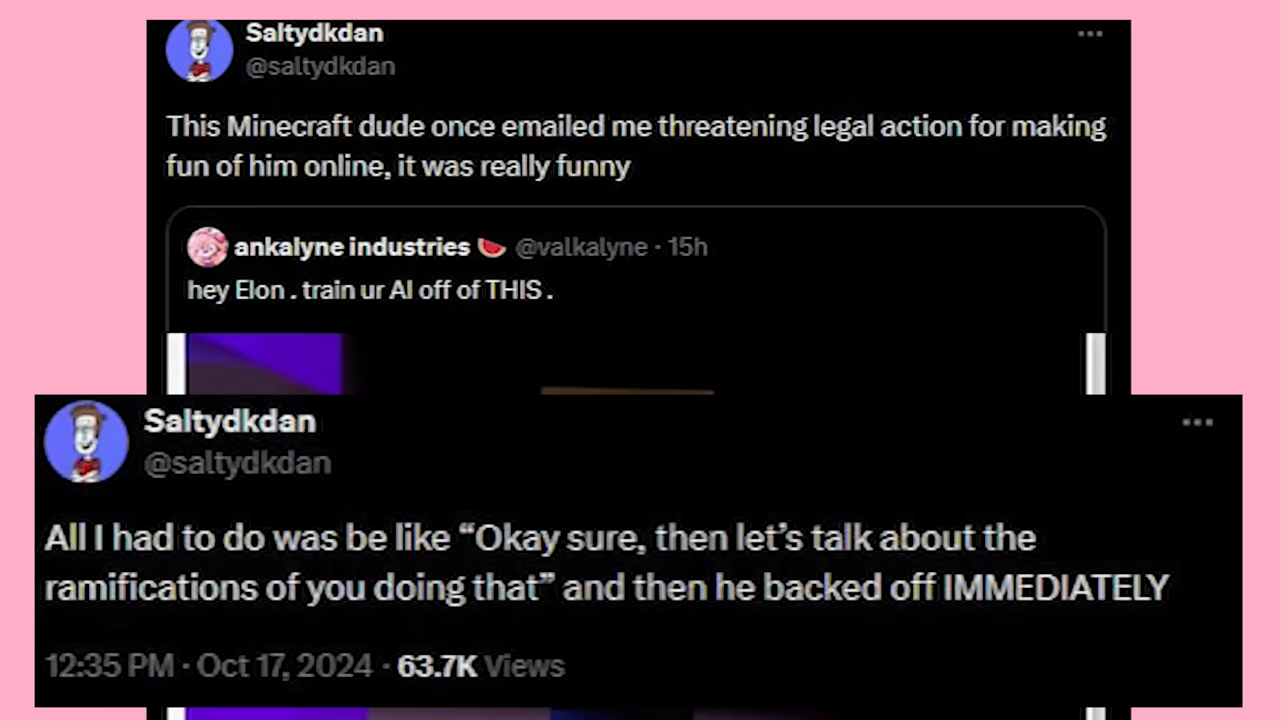 Saltydkdan
@saltydkdan
This Minecraft dude once emailed me threatening legal action for making
fun of him online, it was really funny
ankalyne industries 🍉 @valkalyne · 15h
hey Elon . train ur AI off of THIS .
Saltydkdan
@saltydkdan
All I had to do was be like “Okay sure, then let’s talk about the
ramifications of you doing that” and then he backed off IMMEDIATELY
12:35 PM · Oct 17, 2024 · 63.7K Views